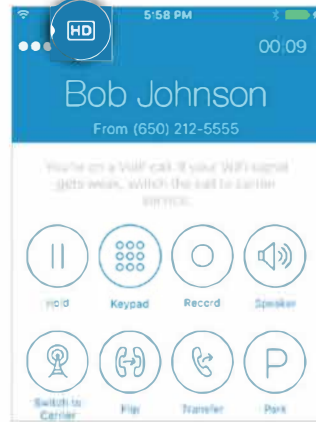 5:58 PM
HD
00:09
Bob Johnson
From (650) 212-5555
You're on a VoIP call. If your WiFi signal
gets weak, switch the call to carrier
service.
Hold Keypad Record Speaker
Switch to Flip Transfer Park
Carrier
P